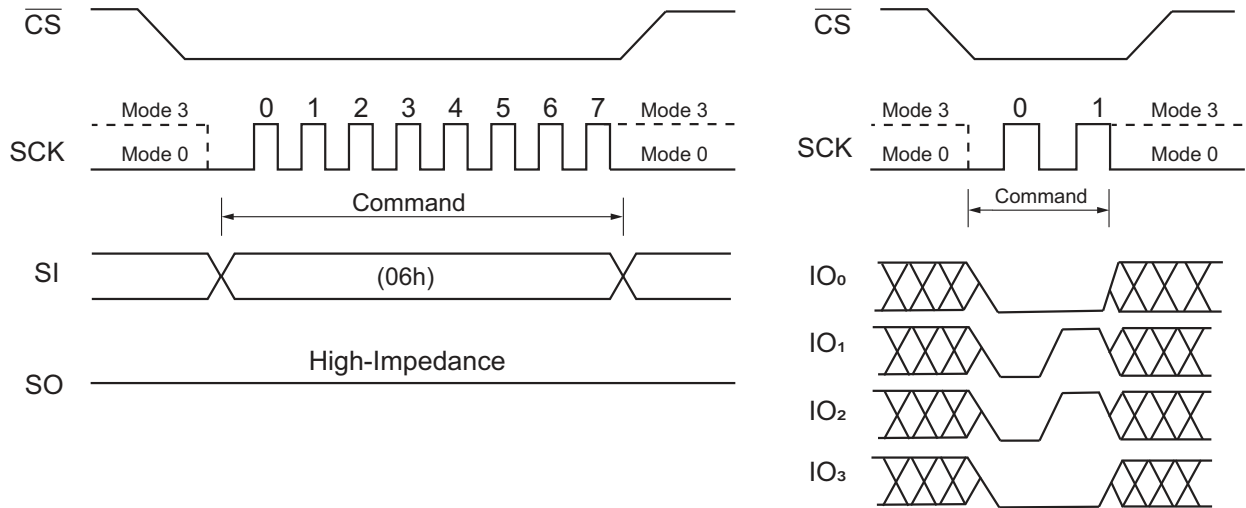 CS
SCK
Mode 3
Mode 0
0 1 2 3 4 5 6 7
Mode 3
Mode 0
Command
SI
(06h)
SO
High-Impedance
CS
SCK
Mode 3
Mode 0
0 1
Mode 3
Mode 0
Command
IO₀
IO₁
IO₂
IO₃